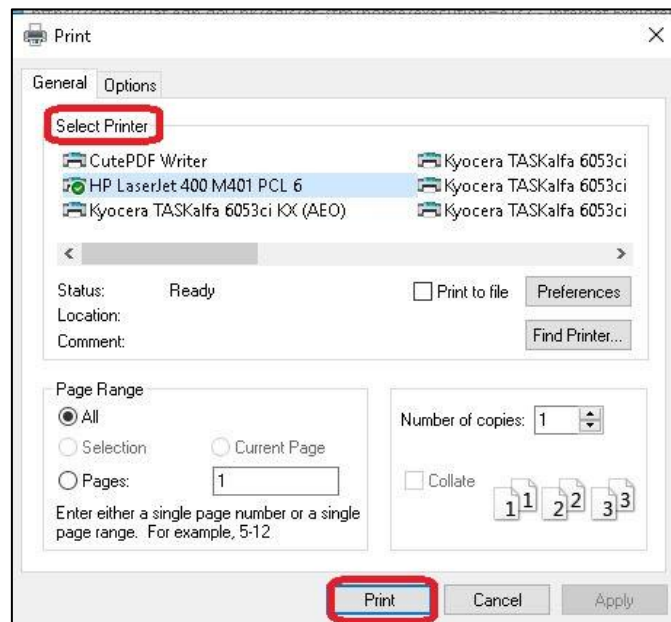 Print
General Options
Select Printer
CutePDF Writer Kyocera TASKalfa 6053ci
HP LaserJet 400 M401 PCL 6 Kyocera TASKalfa 6053ci
Kyocera TASKalfa 6053ci KX (AEO) Kyocera TASKalfa 6053ci
Status: Ready Print to file Preferences
Location:
Comment: Find Printer...
Page Range
All Number of copies: 1
Selection Current Page
Pages: 1 Collate 1 1 2 2 3 3
Enter either a single page number or a single
page range. For example, 5-12
Print Cancel Apply